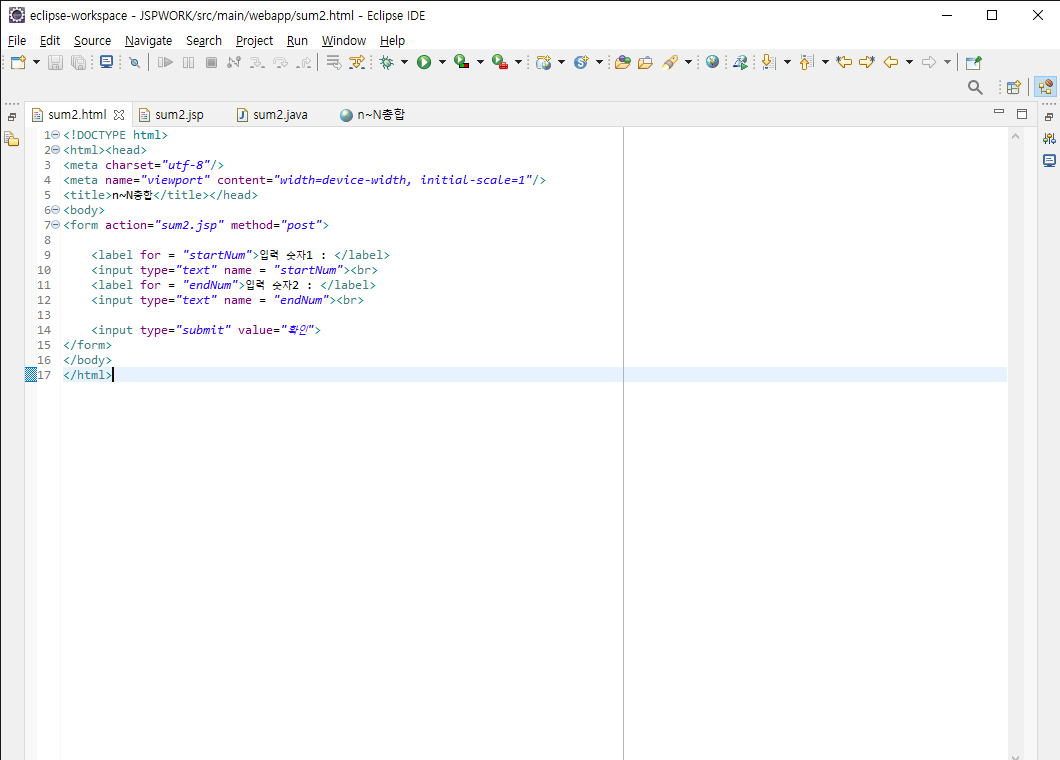 eclipse-workspace - JSPWORK/src/main/webapp/sum2.html - Eclipse IDE
File Edit Source Navigate Search Project Run Window Help
sum2.html sum2.jsp sum2.java n~N총합
1 <!DOCTYPE html>
2 <html><head>
3 <meta charset="utf-8"/>
4 <meta name="viewport" content="width=device-width, initial-scale=1"/>
5 <title>n~N총합</title></head>
6 <body>
7 <form action="sum2.jsp" method="post">
8
9 <label for = "startNum">입력 숫자1 : </label>
10 <input type="text" name = "startNum"><br>
11 <label for = "endNum">입력 숫자2 : </label>
12 <input type="text" name = "endNum"><br>
13
14 <input type="submit" value="확인">
15 </form>
16 </body>
17 </html>